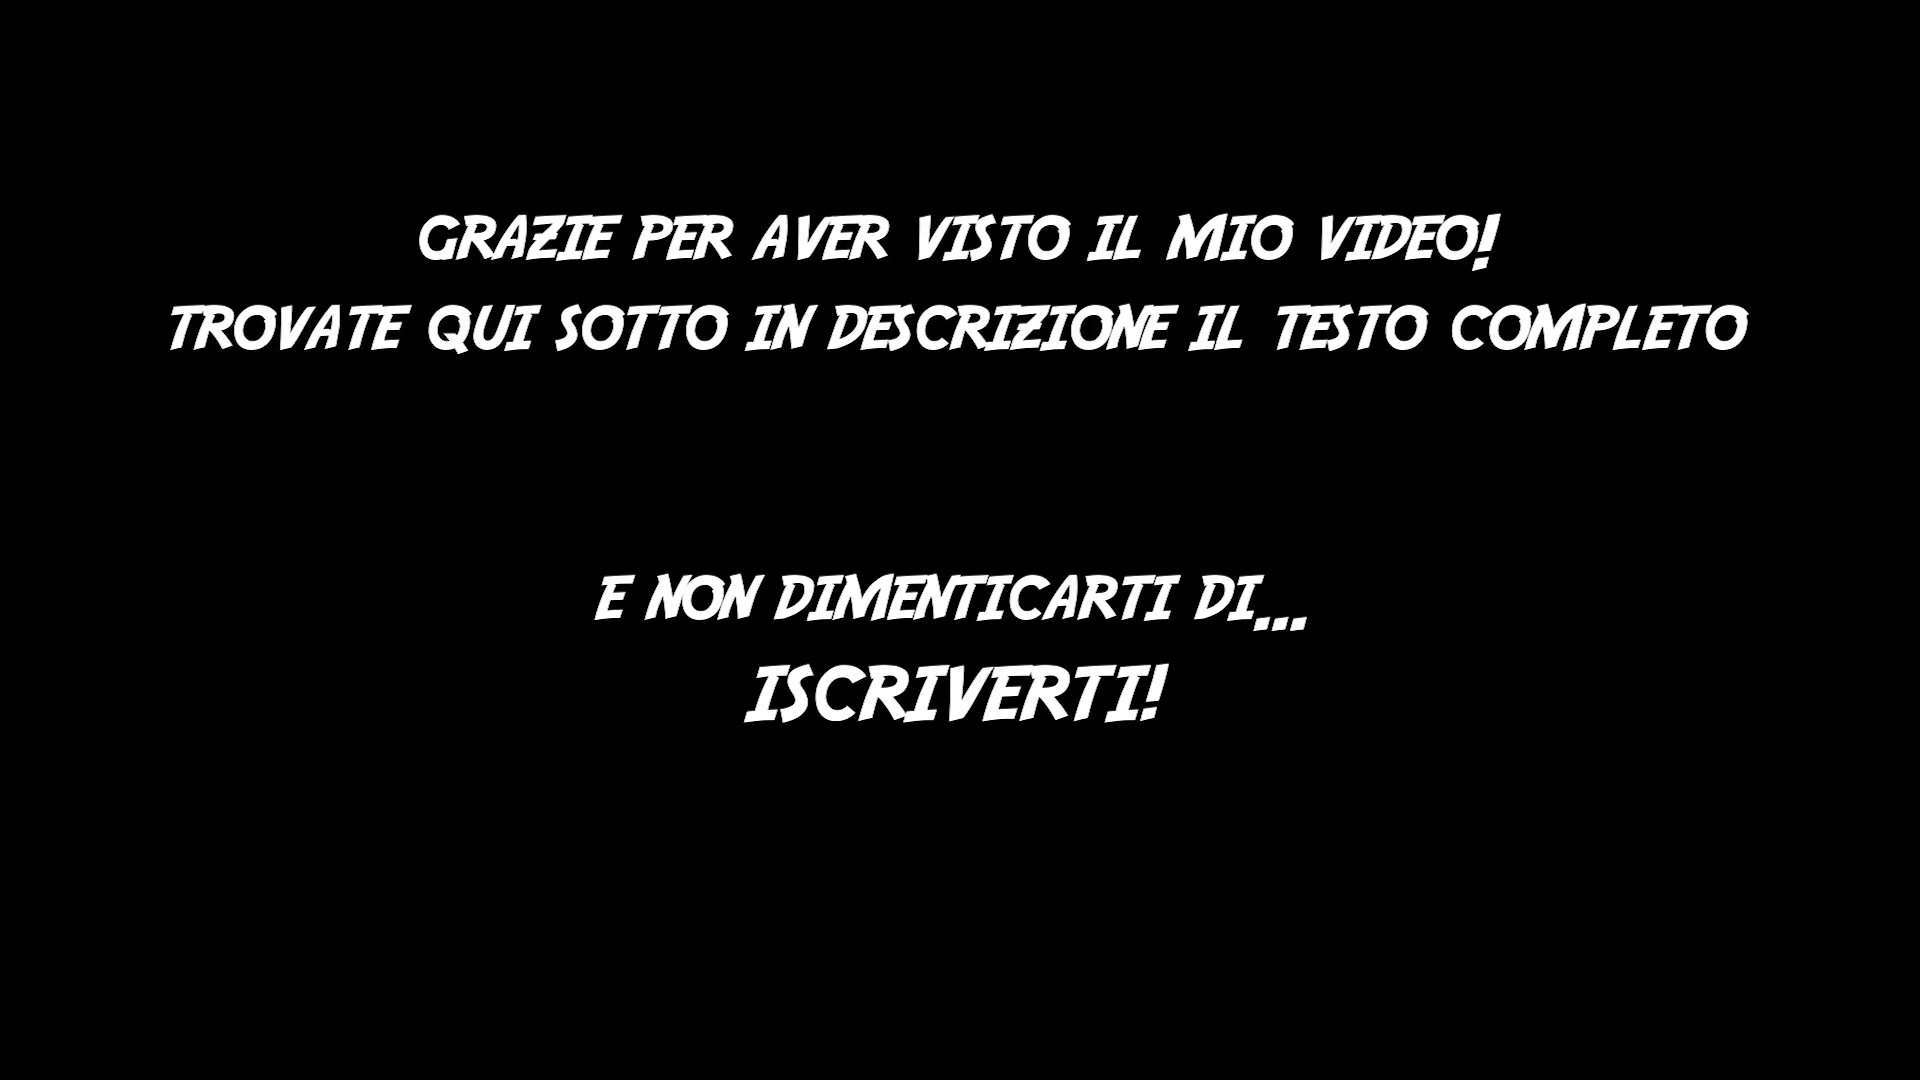 GRAZIE PER AVER VISTO IL MIO VIDEO!
TROVATE QUI SOTTO IN DESCRIZIONE IL TESTO COMPLETO
E NON DIMENTICARTI DI...
ISCRIVERTI!